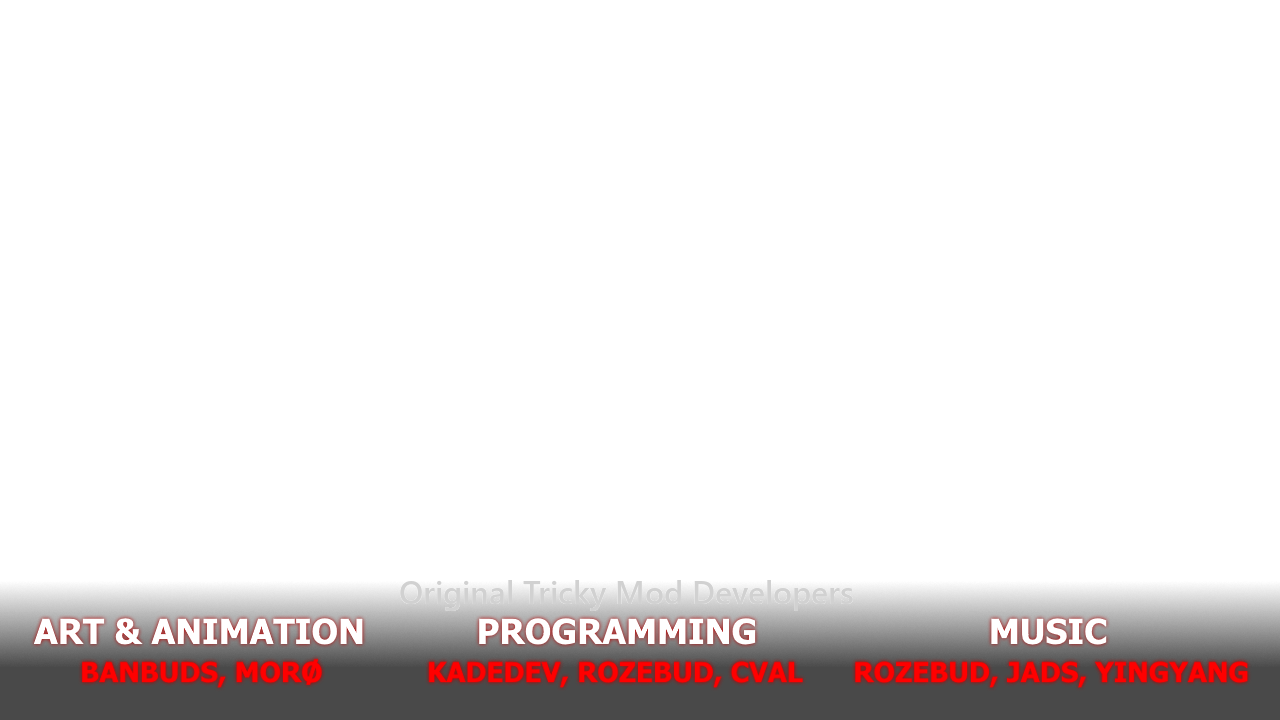 Original Tricky Mod Developers
ART & ANIMATION
PROGRAMMING
MUSIC
BANBUDS, MORØ
KADEDEV, ROZEBUD, CVAL
ROZEBUD, JADS, YINGYANG